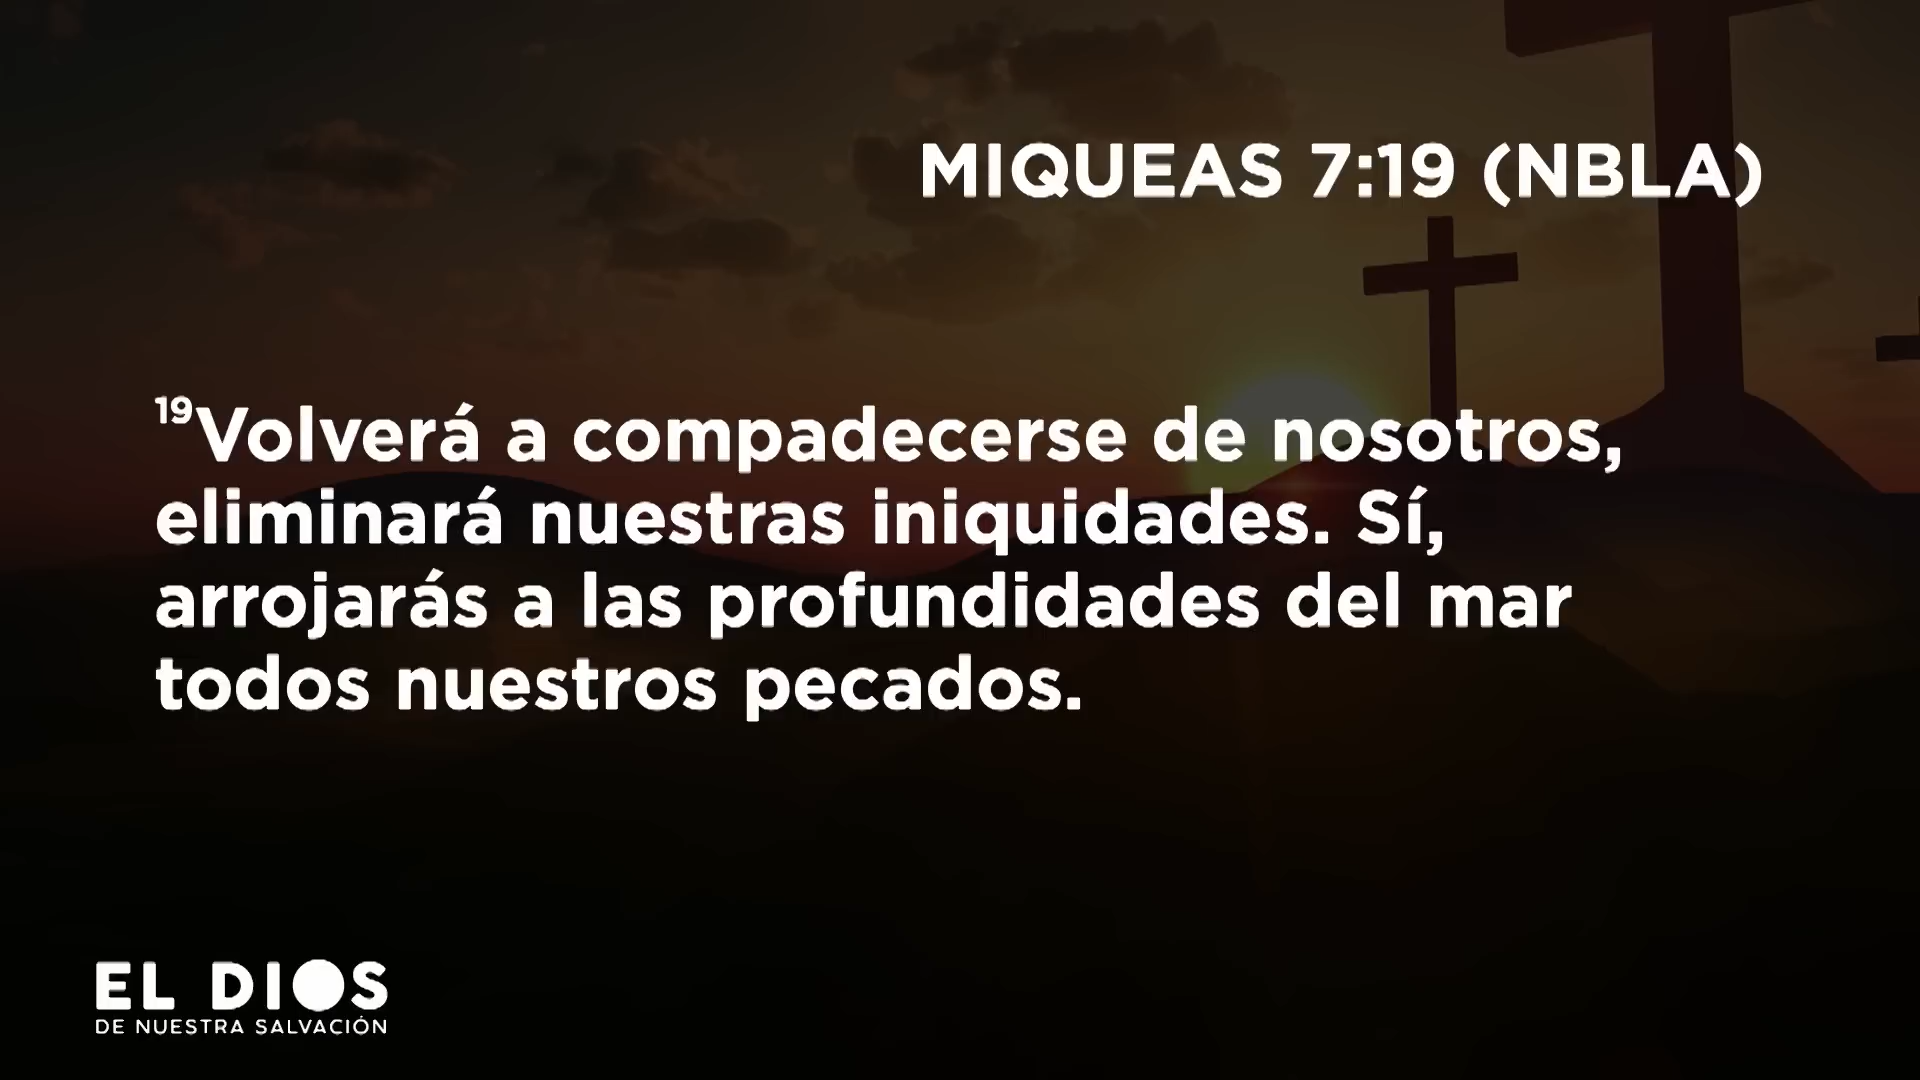 MIQUEAS 7:19 (NBLA)
19Volverá a compadecerse de nosotros,
eliminará nuestras iniquidades. Sí,
arrojarás a las profundidades del mar
todos nuestros pecados.
EL DIOS
DE NUESTRA SALVACIÓN